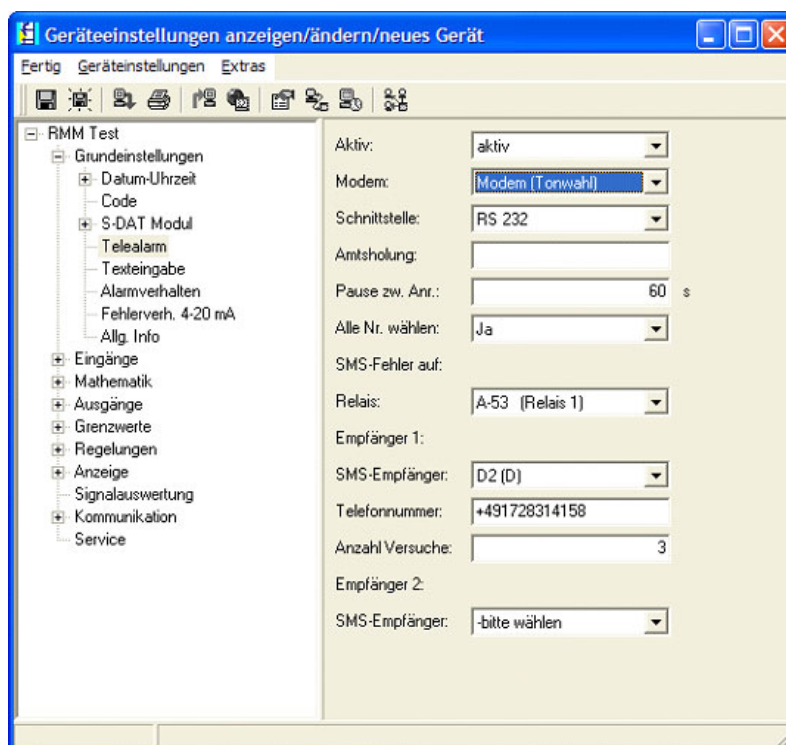 Geräteeinstellungen anzeigen/ändern/neues Gerät
Fertig Geräteinstellungen Extras
RMM Test
Grundeinstellungen
Datum-Uhrzeit
Code
S-DAT Modul
Telealarm
Texteingabe
Alarmverhalten
Fehlerverh. 4-20 mA
Allg. Info
Eingänge
Mathematik
Ausgänge
Grenzwerte
Regelungen
Anzeige
Signalauswertung
Kommunikation
Service
Aktiv: aktiv
Modem: Modem (Tonwahl)
Schnittstelle: RS 232
Amtsholung:
Pause zw. Anr.: 60 s
Alle Nr. wählen: Ja
SMS-Fehler auf:
Relais: A-53 (Relais 1)
Empfänger 1:
SMS-Empfänger: D2 (D)
Telefonnummer: +491728314158
Anzahl Versuche: 3
Empfänger 2:
SMS-Empfänger: -bitte wählen